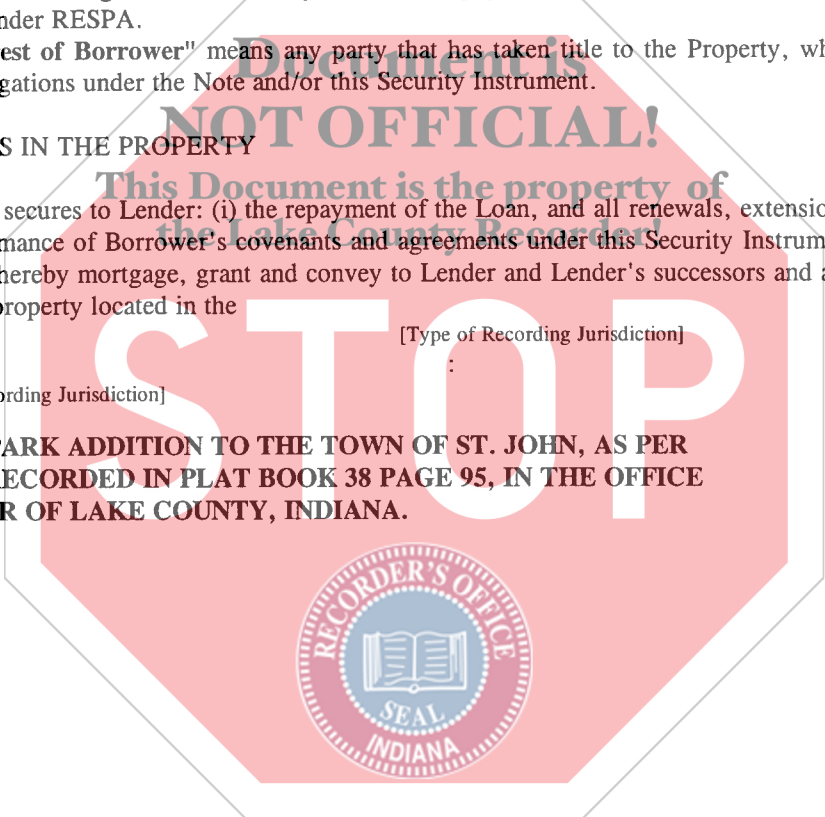 nder RESPA.
est of Borrower" means any party that has taken title to the Property, wh
gations under the Note and/or this Security Instrument.
Document is
NOT OFFICIAL!
S IN THE PROPERTY
This Document is the property of
the Lake County Recorder!
secures to Lender: (i) the repayment of the Loan, and all renewals, extensio
mance of Borrower's covenants and agreements under this Security Instrum
hereby mortgage, grant and convey to Lender and Lender's successors and a
property located in the
[Type of Recording Jurisdiction]
:
ording Jurisdiction]
STOP
PARK ADDITION TO THE TOWN OF ST. JOHN, AS PER
ECORDED IN PLAT BOOK 38 PAGE 95, IN THE OFFICE
R OF LAKE COUNTY, INDIANA.
RECORDER'S OFFICE
SEAL
INDIANA